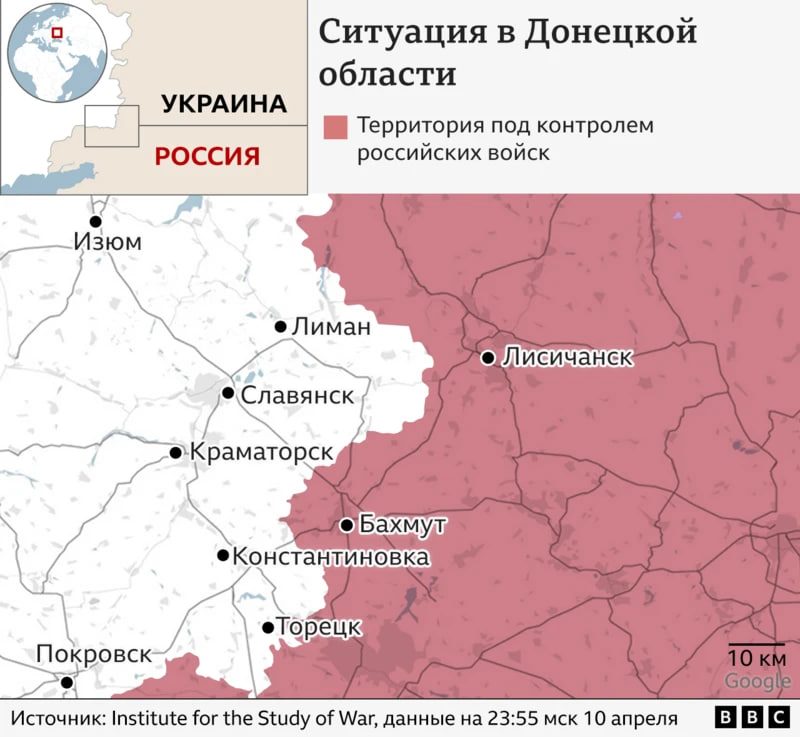 Ситуация в Донецкой
области
УКРАИНА
РОССИЯ
Территория под контролем
российских войск
Изюм
Лиман
Лисичанск
Славянск
Краматорск
Бахмут
Константиновка
Торецк
Покровск
10 км
Google
Источник: Institute for the Study of War, данные на 23:55 мск 10 апреля
BBC